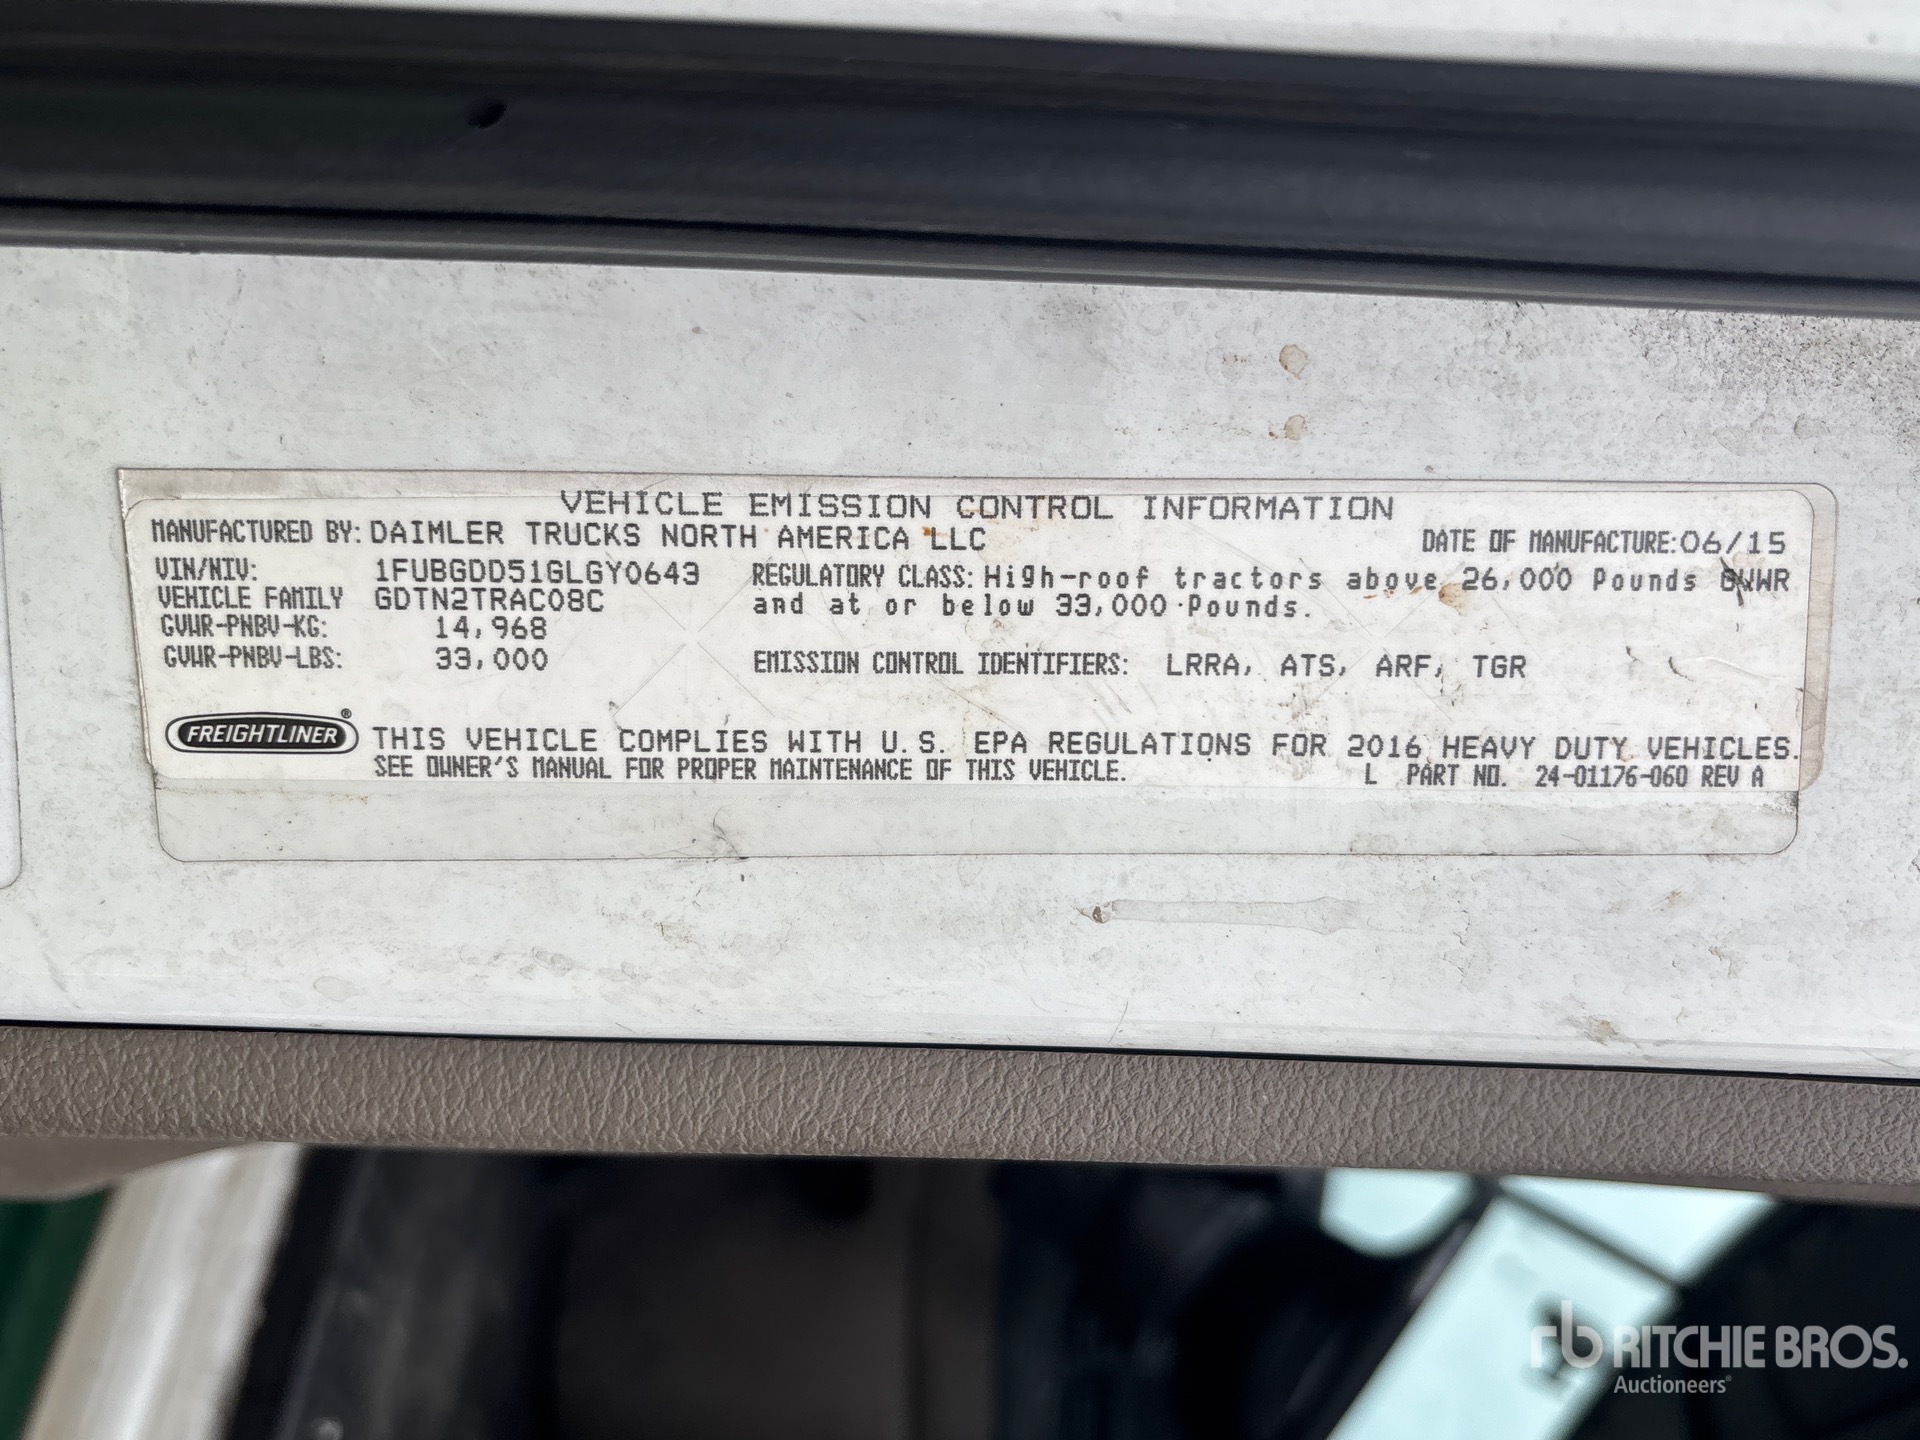 VEHICLE EMISSION CONTROL INFORMATION
MANUFACTURED BY: DAIMLER TRUCKS NORTH AMERICA LLC
DATE OF MANUFACTURE: 06/15
VIN/NIV: 1FUBGDD51GLGY0643
VEHICLE FAMILY GDTN2TRAC08C
GVWR-PNBV-KG: 14,968
GVWR-PNBV-LBS: 33,000
REGULATORY CLASS: High-roof tractors above 26,000 Pounds GVWR
and at or below 33,000 Pounds.
EMISSION CONTROL IDENTIFIERS: LRRA, ATS, ARF, TGR
FREIGHTLINER®
THIS VEHICLE COMPLIES WITH U.S. EPA REGULATIONS FOR 2016 HEAVY DUTY VEHICLES.
SEE OWNER'S MANUAL FOR PROPER MAINTENANCE OF THIS VEHICLE.
L PART NO. 24-01176-060 REV A
rb RITCHIE BROS.
Auctioneers®